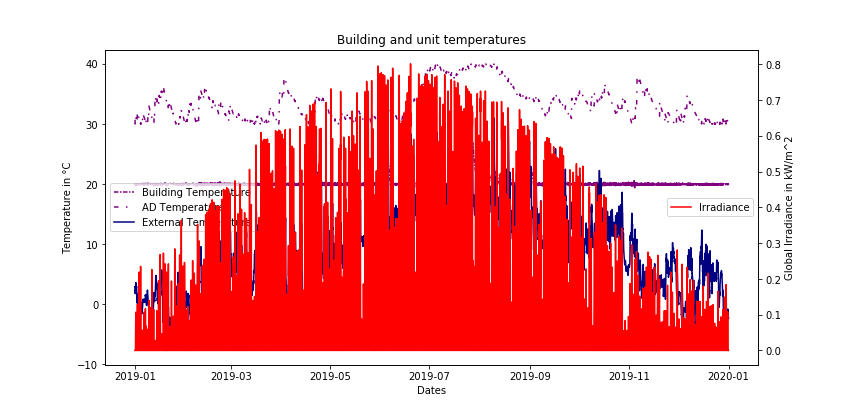 Building and unit temperatures
40
30
20
10
0
−10
Temperature in °C
0.8
0.7
0.6
0.5
0.4
0.3
0.2
0.1
0.0
Global Irradiance in kW/m^2
Building Temperature
AD Temperature
External Temperature
Irradiance
2019-01 2019-03 2019-05 2019-07 2019-09 2019-11 2020-01
Dates